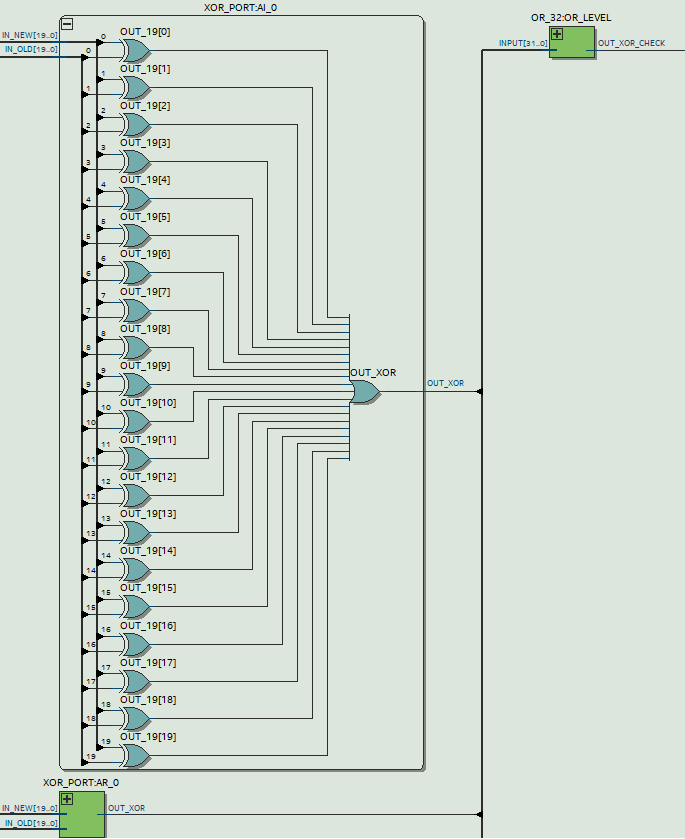 XOR_PORT:AI_0
OR_32:OR_LEVEL
IN_NEW[19..0]
IN_OLD[19..0]
INPUT[31..0]
OUT_XOR_CHECK
0
OUT_19[0]
0
1
OUT_19[1]
1
2
OUT_19[2]
2
3
OUT_19[3]
3
4
OUT_19[4]
4
5
OUT_19[5]
5
6
OUT_19[6]
6
7
OUT_19[7]
7
8
OUT_19[8]
8
9
OUT_19[9]
9
OUT_XOR
OUT_XOR
10
OUT_19[10]
10
11
OUT_19[11]
11
12
OUT_19[12]
12
13
OUT_19[13]
13
14
OUT_19[14]
14
15
OUT_19[15]
15
16
OUT_19[16]
16
17
OUT_19[17]
17
18
OUT_19[18]
18
19
OUT_19[19]
19
XOR_PORT:AR_0
IN_NEW[19..0]
OUT_XOR
IN_OLD[19..0]